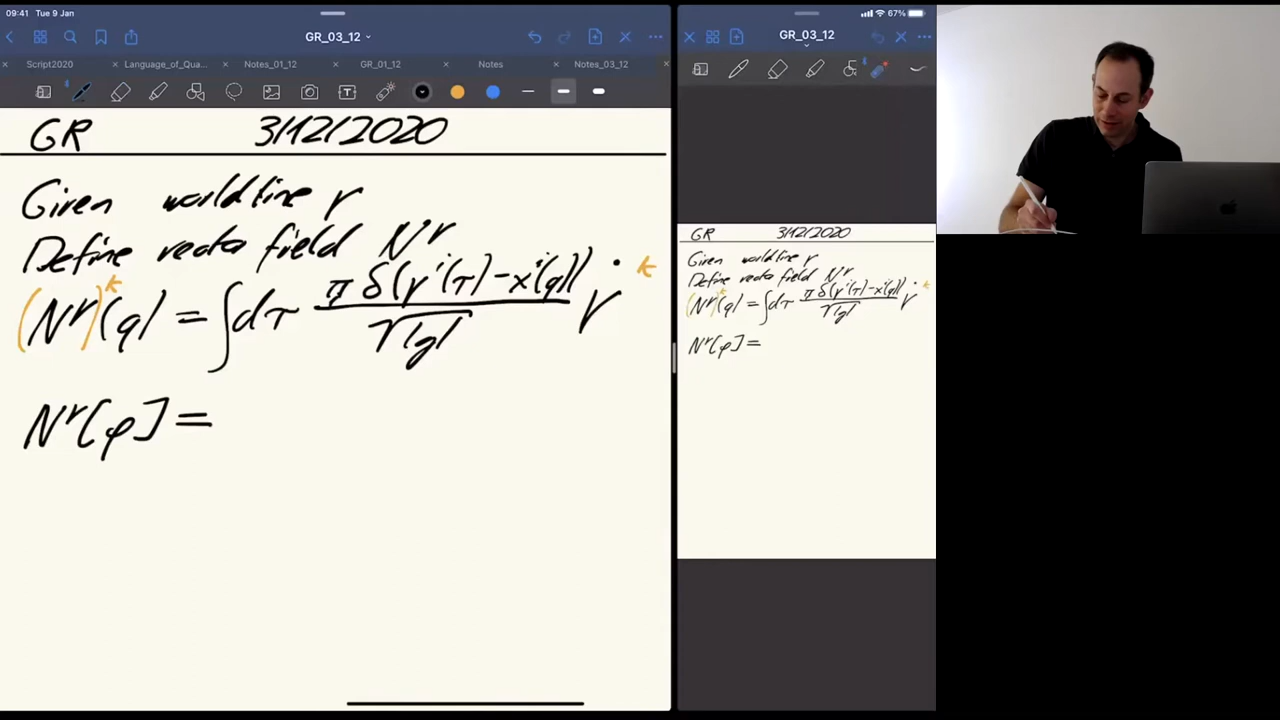 09:41 Tue 9 Jan
67%
GR_03_12
GR_03_12
Script2020
Language_of_Qua...
Notes_01_12
GR_01_12
Notes
Notes_03_12
GR 3/12/2020
Given worldline γ
Define vector field N^γ
(N^γ)^k(q) = ∫dτ π δ(γ^i(τ)-x^i(q)) / √|g| γ̇^k
N^γ[φ] =
GR 3/12/2020
Given worldline γ
Define vector field N^γ
(N^γ)^k(q) = ∫dτ π δ(γ^i(τ)-x^i(q)) / √|g| γ̇^k
N^γ[φ] =